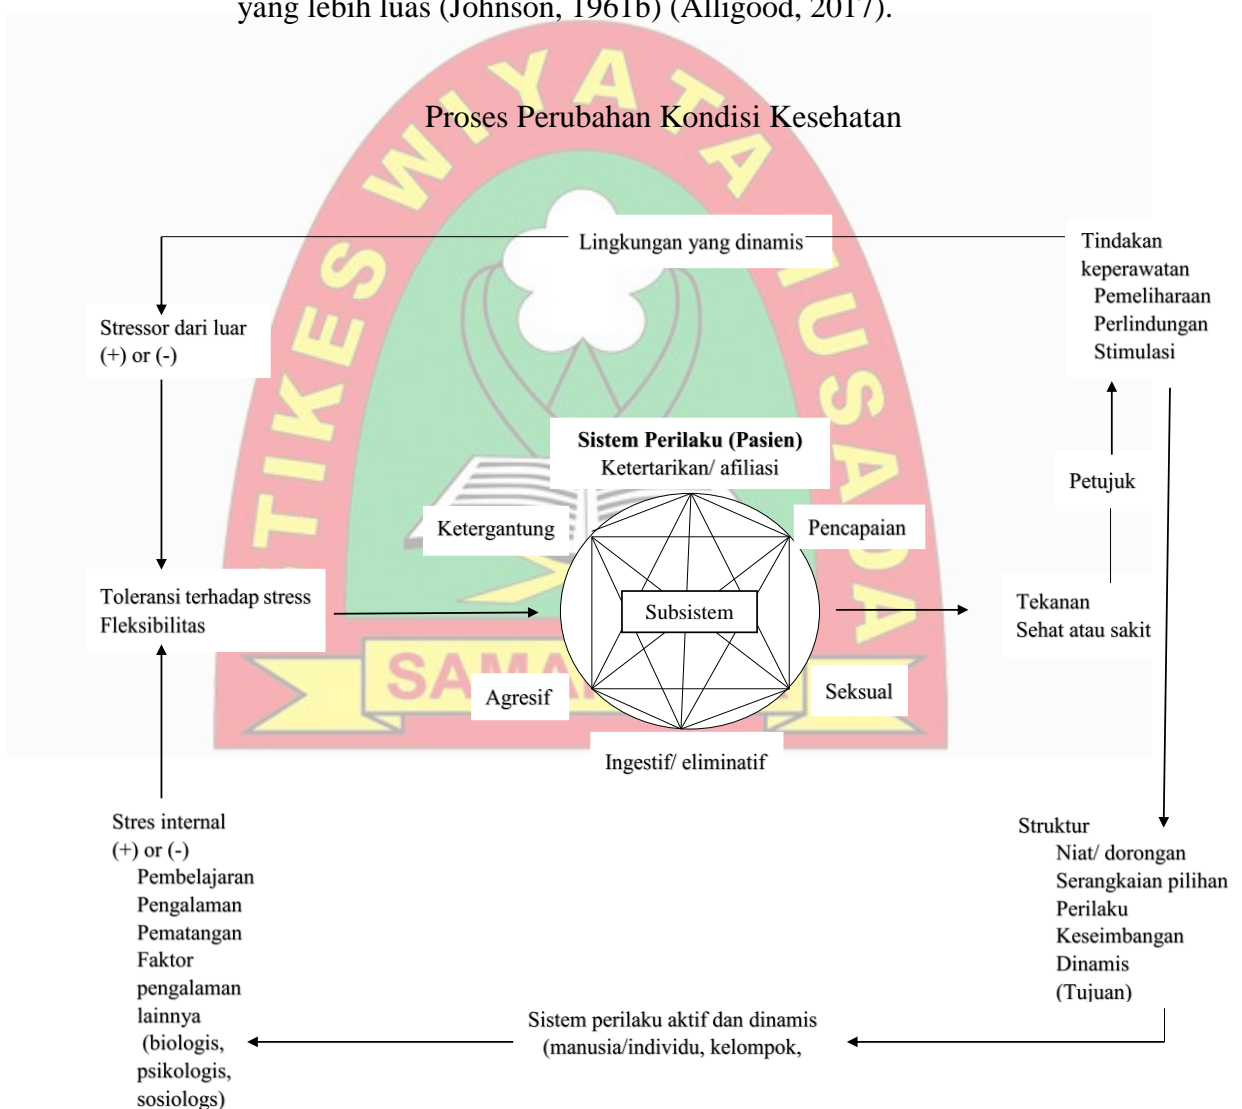 yang lebih luas (Johnson, 1961b) (Alligood, 2017).
Proses Perubahan Kondisi Kesehatan
STIKES WIYATA HUSADA
Lingkungan yang dinamis
Tindakan
keperawatan
Pemeliharaan
Perlindungan
Stimulasi
Stressor dari luar
(+) or (-)
Sistem Perilaku (Pasien)
Ketertarikan/ afiliasi
Petujuk
Ketergantung
Pencapaian
Toleransi terhadap stress
Fleksibilitas
Subsistem
Tekanan
Sehat atau sakit
Agresif
Seksual
Ingestif/ eliminatif
Stres internal
(+) or (-)
Pembelajaran
Pengalaman
Pematangan
Faktor
pengalaman
lainnya
(biologis,
psikologis,
sosiologs)
Struktur
Niat/ dorongan
Serangkaian pilihan
Perilaku
Keseimbangan
Dinamis
(Tujuan)
Sistem perilaku aktif dan dinamis
(manusia/individu, kelompok,